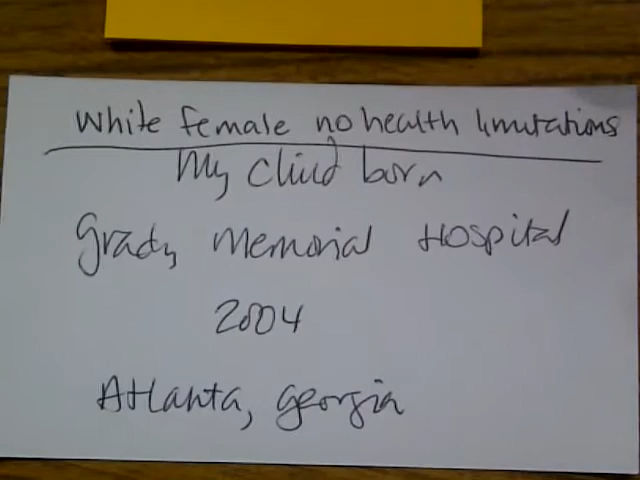 White female no health limitations
My child born
Grady Memorial Hospital
2004
Atlanta, Georgia